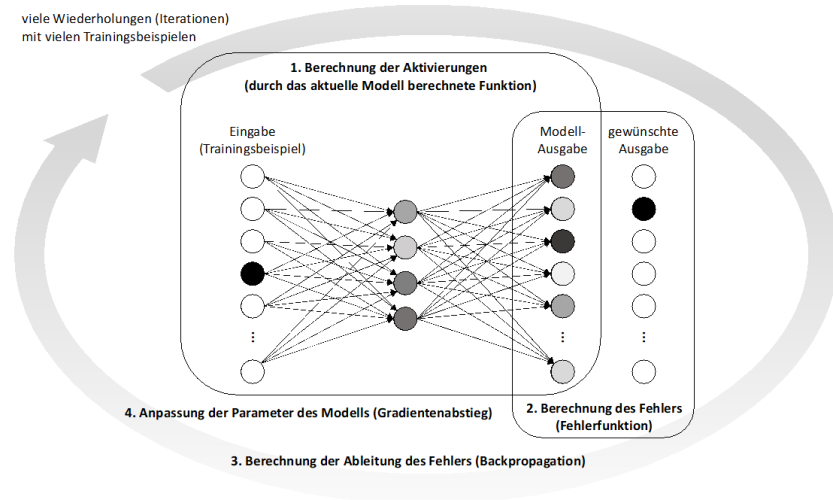 viele Wiederholungen (Iterationen)
mit vielen Trainingsbeispielen
1. Berechnung der Aktivierungen
(durch das aktuelle Modell berechnete Funktion)
Eingabe
(Trainingsbeispiel)
Modell-
Ausgabe
gewünschte
Ausgabe
4. Anpassung der Parameter des Modells (Gradientenabstieg)
2. Berechnung des Fehlers
(Fehlerfunktion)
3. Berechnung der Ableitung des Fehlers (Backpropagation)